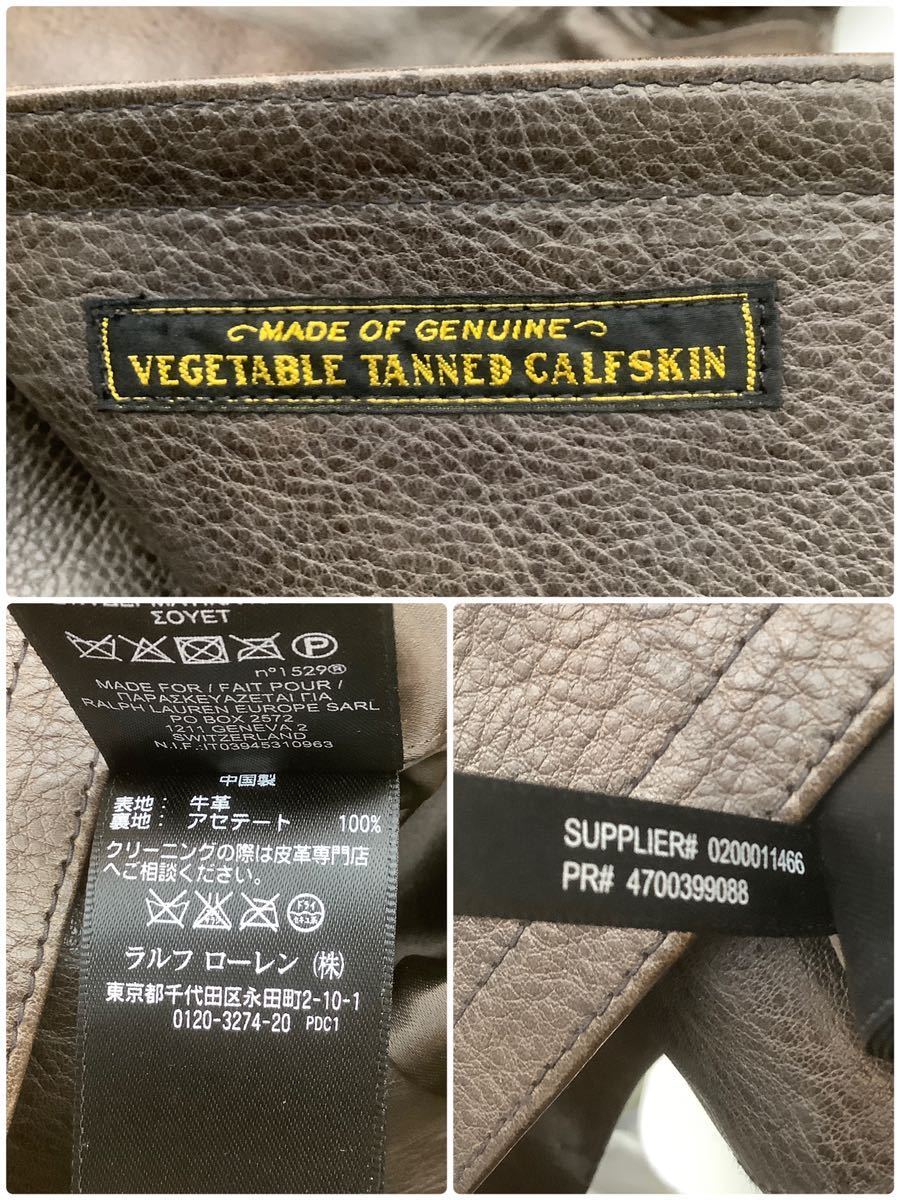 MADE OF GENUINE
VEGETABLE TANNED CALFSKIN
ΣΟΥΕΤ
n°1529®
MADE FOR / FAIT POUR /
ΠΑΡΑΣΚΕΥΑΖΕΤΑΙ ΓΙΑ
RALPH LAUREN EUROPE SARL
PO BOX 2572
1211 GENEVA 2
SWITZERLAND
N.I.F.:IT03945310963
中国製
表地: 牛革
裏地: アセテート 100%
クリーニングの際は皮革専門店
へご相談ください。
ドライ
ラルフ ローレン (株)
東京都千代田区永田町2-10-1
0120-3274-20 PDC1
SUPPLIER# 0200011466
PR# 4700399088